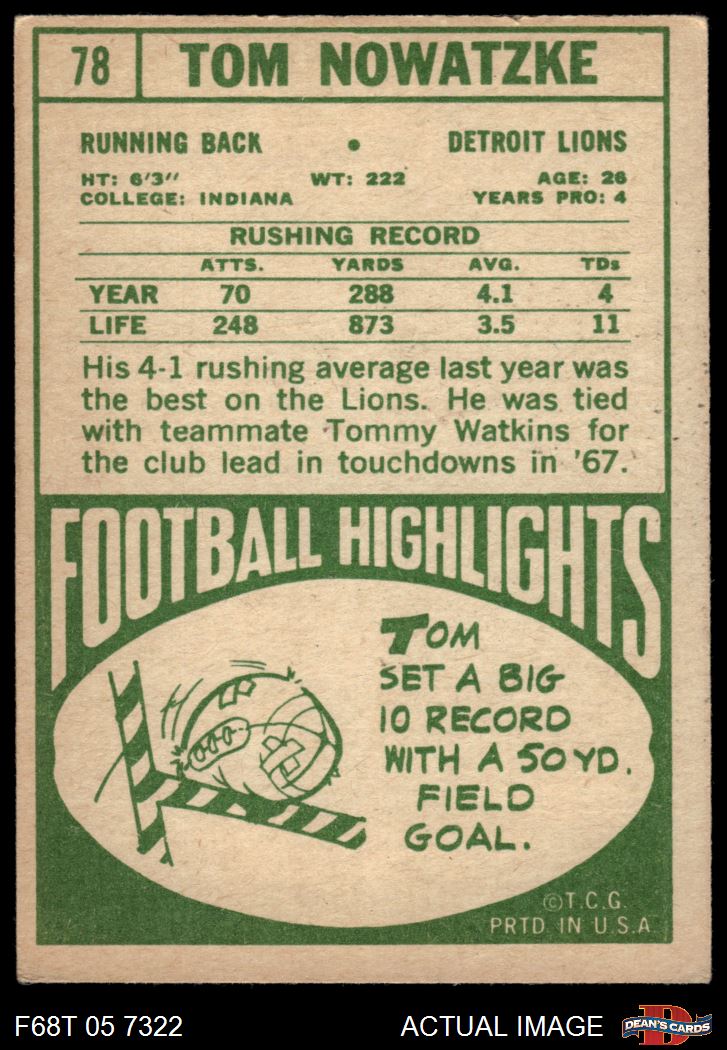 78 TOM NOWATZKE
RUNNING BACK • DETROIT LIONS
HT: 6'3" WT: 222 AGE: 26
COLLEGE: INDIANA YEARS PRO: 4
RUSHING RECORD
ATTS. YARDS AVG. TDs
YEAR 70 288 4.1 4
LIFE 248 873 3.5 11
His 4-1 rushing average last year was
the best on the Lions. He was tied
with teammate Tommy Watkins for
the club lead in touchdowns in '67.
FOOTBALL HIGHLIGHTS
TOM
SET A BIG
10 RECORD
WITH A 50 YD.
FIELD
GOAL.
©T.C.G.
PRTD. IN U.S.A
F68T 05 7322 ACTUAL IMAGE
D
DEAN'S CARDS